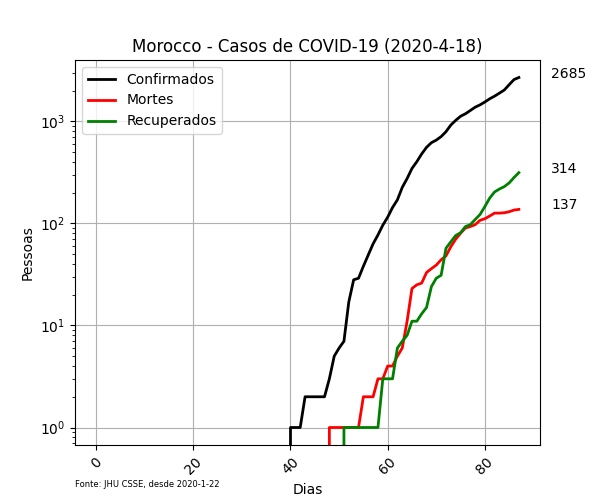 Morocco - Casos de COVID-19 (2020-4-18)
Confirmados
Mortes
Recuperados
2685
314
137
10³
10²
10¹
10⁰
Pessoas
0 20 40 60 80
Dias
Fonte: JHU CSSE, desde 2020-1-22